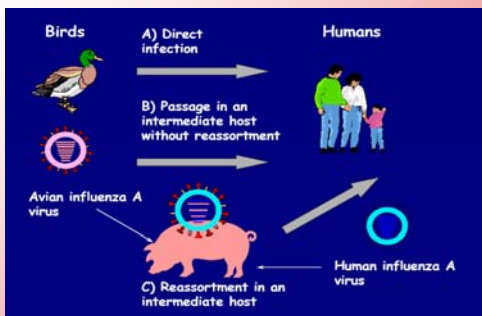 Birds
A) Direct
infection
Humans
B) Passage in an
intermediate host
without reassortment
Avian influenza A
virus
Human influenza A
virus
C) Reassortment in an
intermediate host